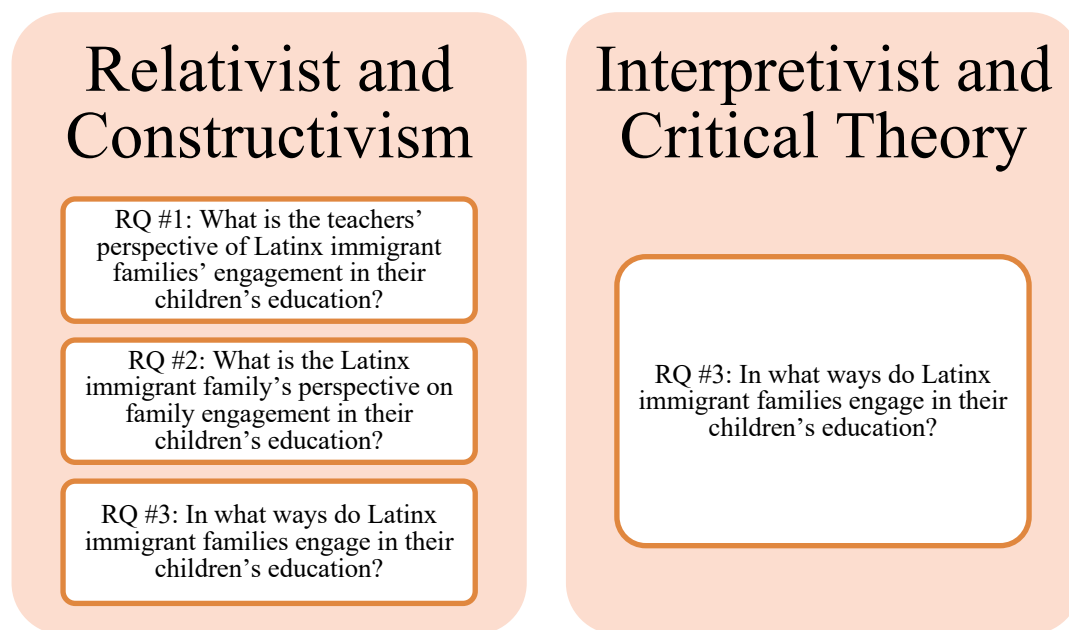 Relativist and
Constructivism
RQ #1: What is the teachers’
perspective of Latinx immigrant
families’ engagement in their
children’s education?
RQ #2: What is the Latinx
immigrant family’s perspective on
family engagement in their
children’s education?
RQ #3: In what ways do Latinx
immigrant families engage in their
children’s education?
Interpretivist and
Critical Theory
RQ #3: In what ways do Latinx
immigrant families engage in their
children’s education?